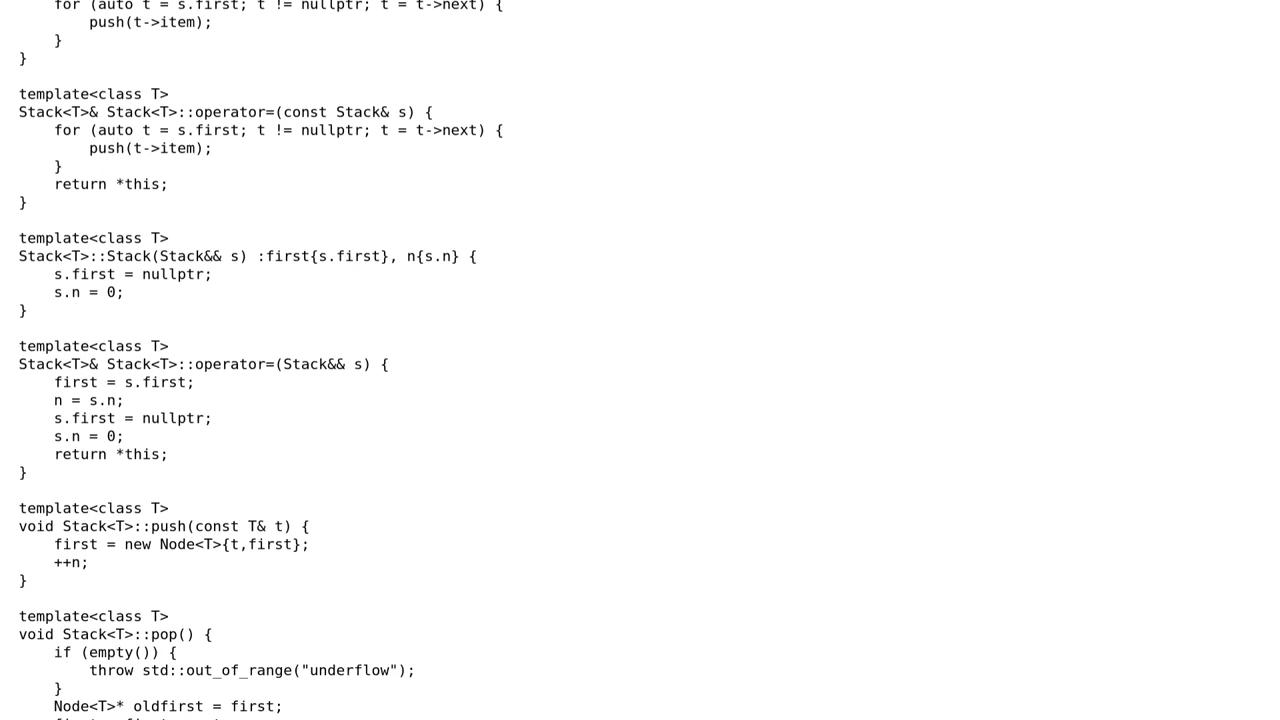 for (auto t = s.first; t != nullptr; t = t->next) {
push(t->item);
}
}
template<class T>
Stack<T>& Stack<T>::operator=(const Stack& s) {
for (auto t = s.first; t != nullptr; t = t->next) {
push(t->item);
}
return *this;
}
template<class T>
Stack<T>::Stack(Stack&& s) :first{s.first}, n{s.n} {
s.first = nullptr;
s.n = 0;
}
template<class T>
Stack<T>& Stack<T>::operator=(Stack&& s) {
first = s.first;
n = s.n;
s.first = nullptr;
s.n = 0;
return *this;
}
template<class T>
void Stack<T>::push(const T& t) {
first = new Node<T>{t,first};
++n;
}
template<class T>
void Stack<T>::pop() {
if (empty()) {
throw std::out_of_range("underflow");
}
Node<T>* oldfirst = first;